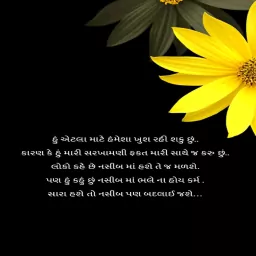 હું એટલા માટે હંમેશા ખુશ રહી શકુ છું..
કારણ કે હું મારી સરખામણી ફકત મારી સાથે જ કરુ છું..
લોકો કહે છે નસીબ માં હશે તે જ મળશે.
પણ હું કહું છું નસીબ માં ભલે ના હોય કર્મ .
સારા હશે તો નસીબ પણ બદલાઈ જશે...